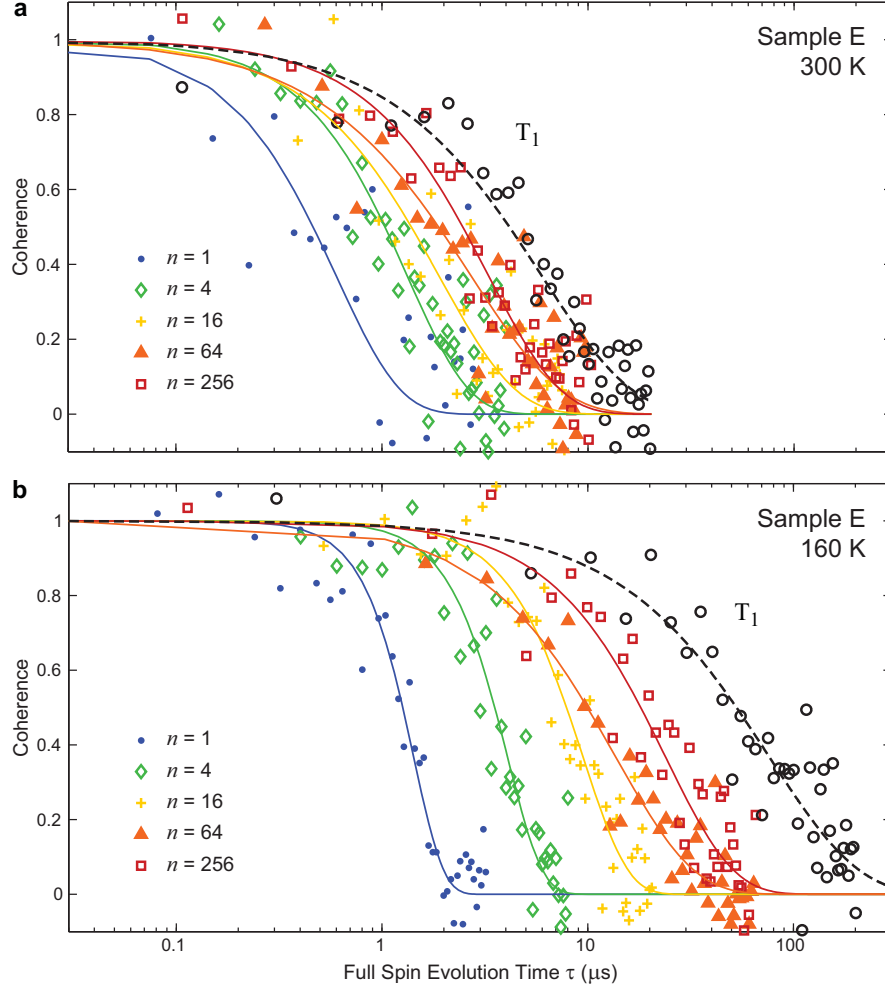 a
Sample E
300 K
T1
Coherence
1
0.8
0.6
0.4
0.2
0
n = 1
n = 4
n = 16
n = 64
n = 256
b
Sample E
160 K
T1
Coherence
1
0.8
0.6
0.4
0.2
0
n = 1
n = 4
n = 16
n = 64
n = 256
0.1 1 10 100
Full Spin Evolution Time τ (μs)